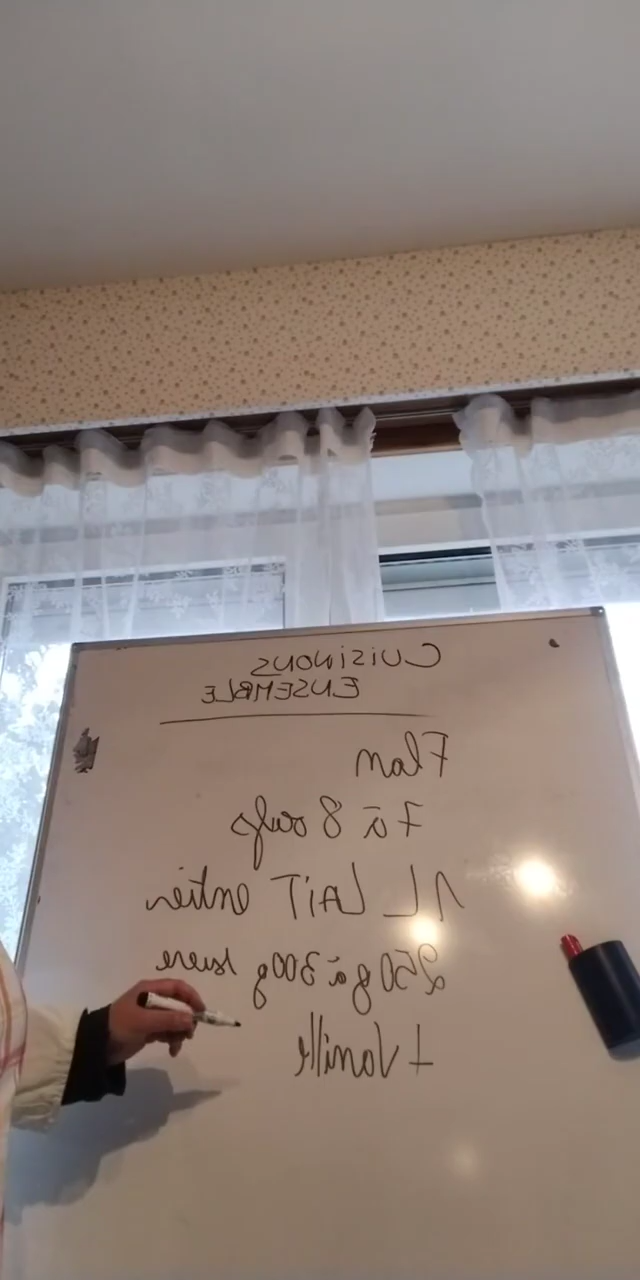 CUISINONS
ENSEMBLE
Flan
7 à 8 oeufs
1L LAIT entier
250g à 300g sucre
+ Vanille